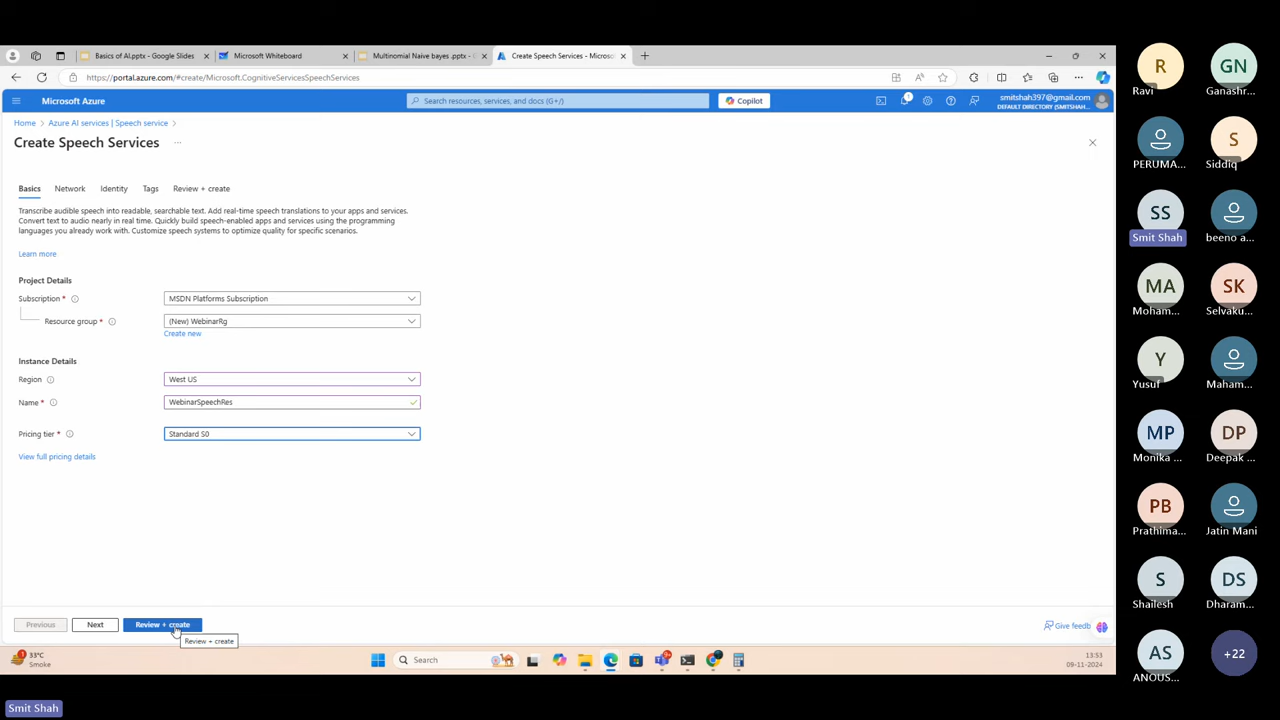 Basics of AI.pptx - Google Slides
Microsoft Whiteboard
Multinomial Naive bayes .pptx - G
Create Speech Services - Microso
https://portal.azure.com/#create/Microsoft.CognitiveServicesSpeechServices
Microsoft Azure
Search resources, services, and docs (G+/)
Copilot
1
smitshah397@gmail.com
DEFAULT DIRECTORY (SMITSHAH...
Home > Azure AI services | Speech service >
Create Speech Services ...
Basics Network Identity Tags Review + create
Transcribe audible speech into readable, searchable text. Add real-time speech translations to your apps and services.
Convert text to audio nearly in real time. Quickly build speech-enabled apps and services using the programming
languages you already work with. Customize speech systems to optimize quality for specific scenarios.
Learn more
Project Details
Subscription * MSDN Platforms Subscription
Resource group * (New) WebinarRg
Create new
Instance Details
Region West US
Name * WebinarSpeechRes
Pricing tier * Standard S0
View full pricing details
Previous Next Review + create
Review + create
Give feedb
33°C
Smoke
Search
13:53
09-11-2024
Smit Shah
R GN
Ravi Ganashr...
S
PERUMA... Siddiq
SS
Smit Shah beeno a...
MA SK
Moham... Selvaku...
Y
Yusuf Maham...
MP DP
Monika ... Deepak ...
PB
Prathima... Jatin Mani
S DS
Shailesh Dharam...
AS +22
ANOUS...